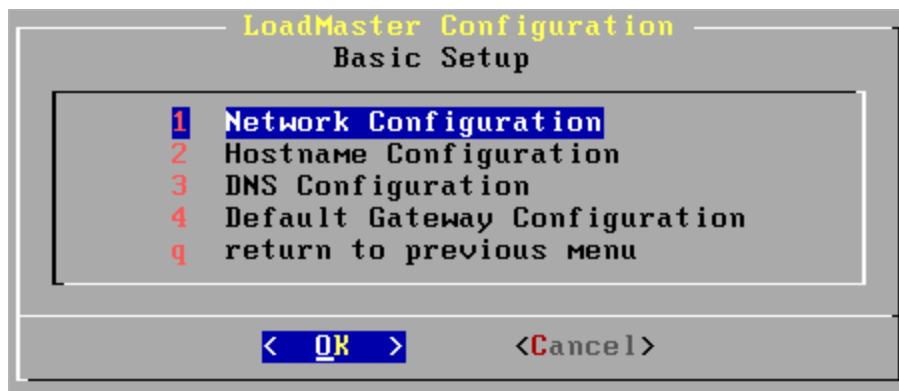 LoadMaster Configuration
Basic Setup
1 Network Configuration
2 Hostname Configuration
3 DNS Configuration
4 Default Gateway Configuration
q return to previous menu
< OK > <Cancel>